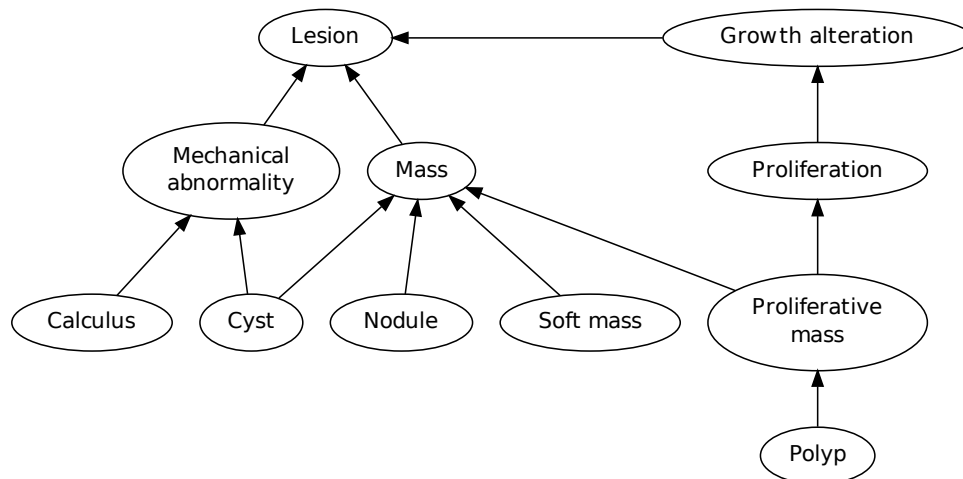 Lesion
Growth alteration
Mechanical
abnormality
Mass
Proliferation
Calculus
Cyst
Nodule
Soft mass
Proliferative
mass
Polyp